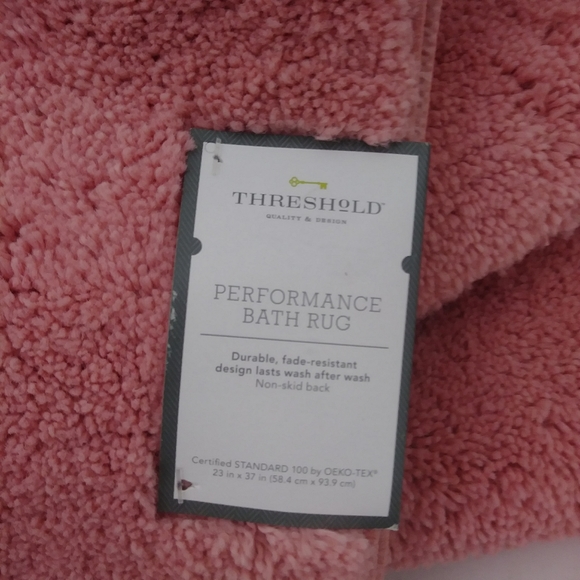 THRESHOLD™
QUALITY & DESIGN
PERFORMANCE
BATH RUG
Durable, fade-resistant
design lasts wash after wash
Non-skid back
Certified STANDARD 100 by OEKO-TEX®
23 in x 37 in (58.4 cm x 93.9 cm)